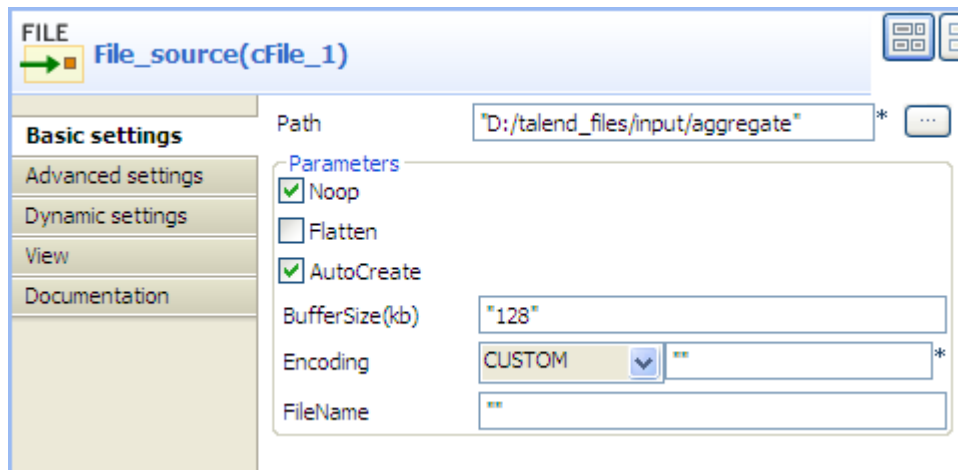 FILE
File_source(cFile_1)
Basic settings
Advanced settings
Dynamic settings
View
Documentation
Path "D:/talend_files/input/aggregate" * ...
Parameters
Noop
Flatten
AutoCreate
BufferSize(kb) "128"
Encoding CUSTOM "" *
FileName ""